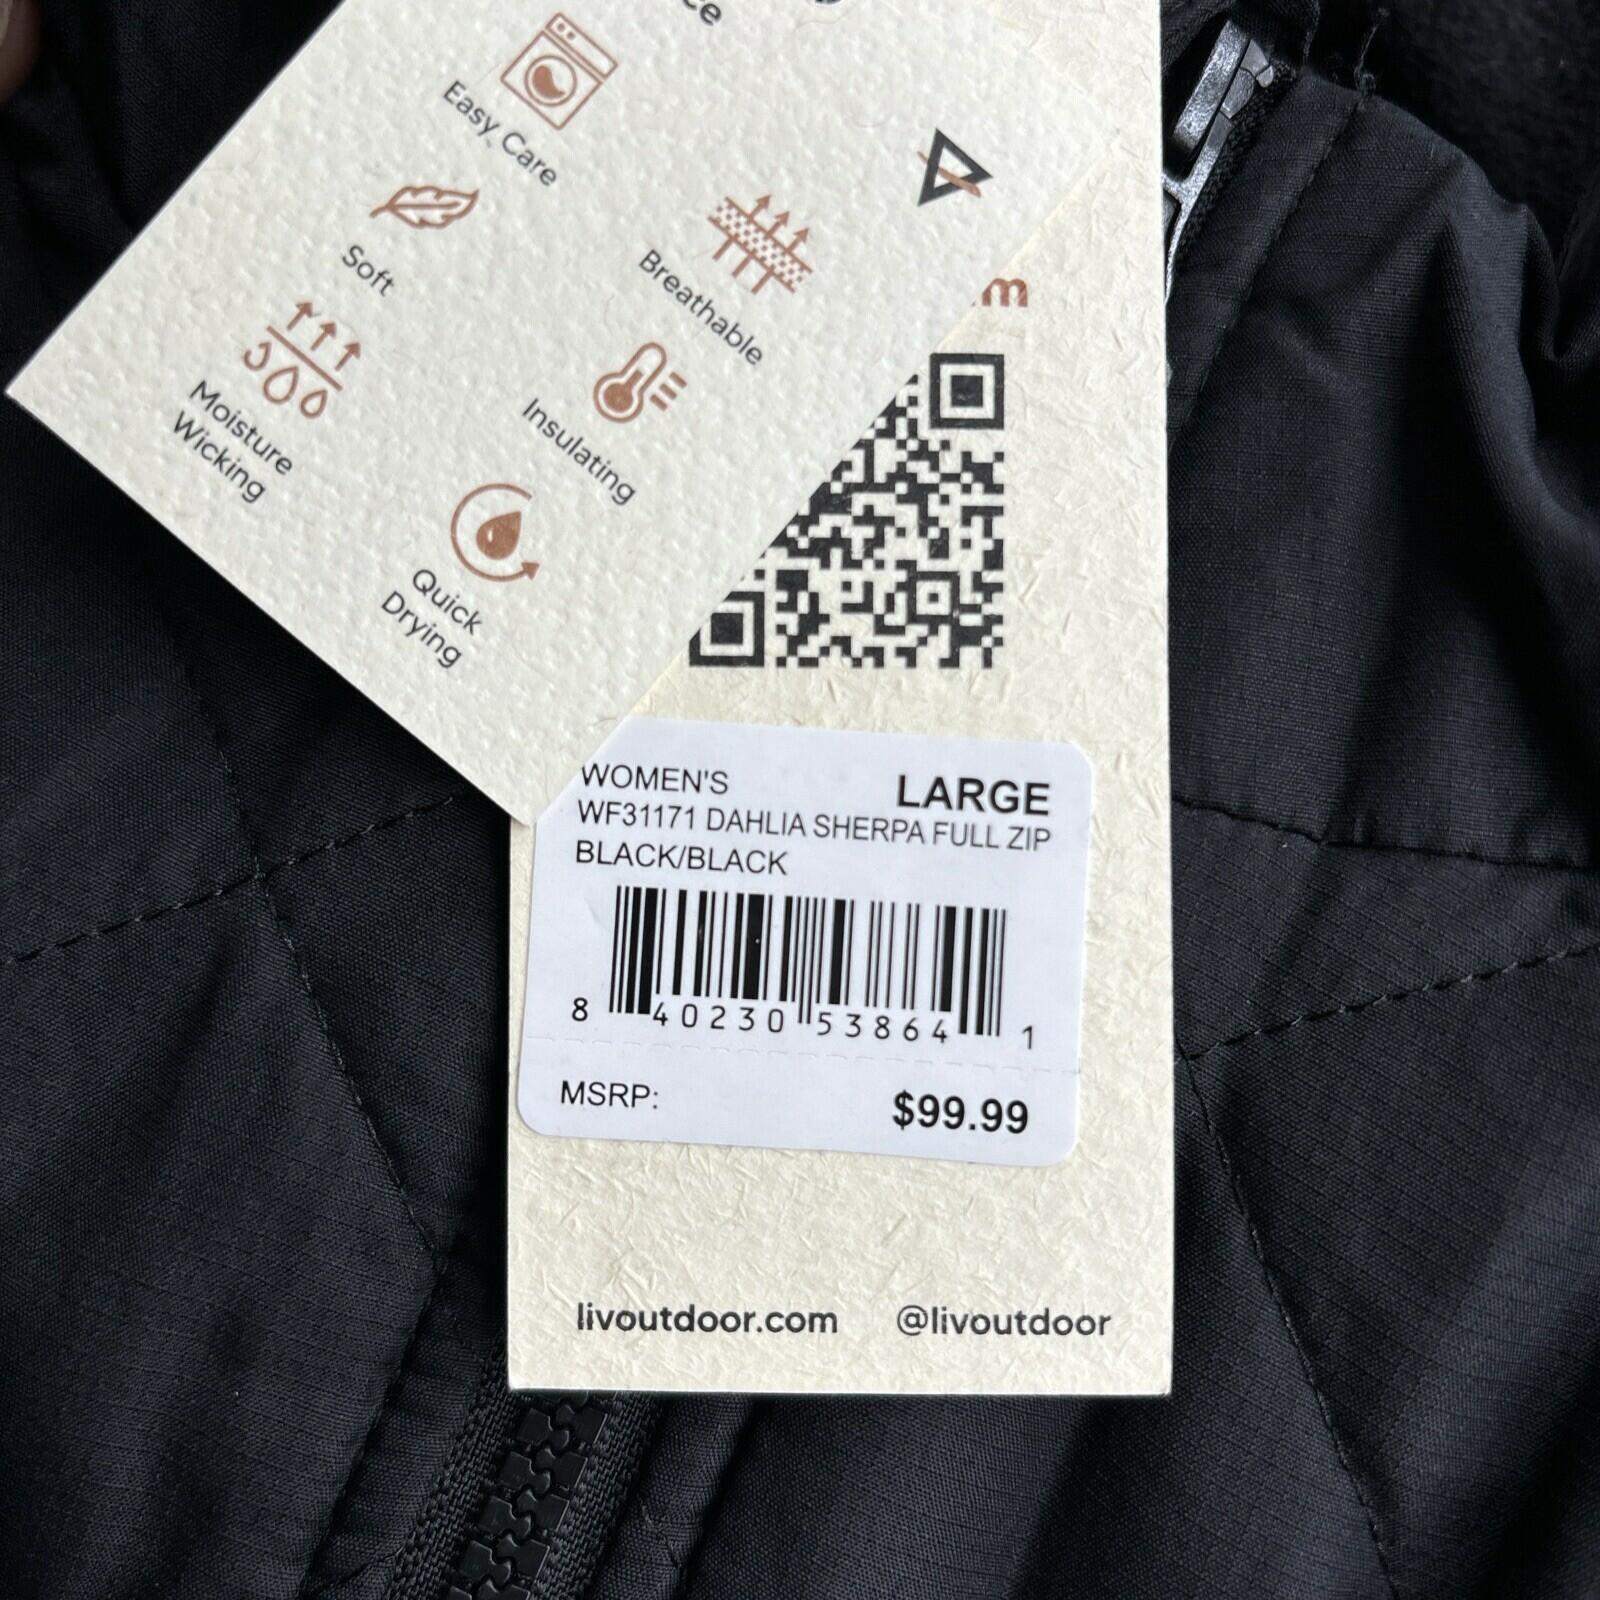 Easy Care
Soft
Breathable
Moisture
Wicking
Insulating
Quick
Drying
WOMEN'S LARGE
WF31171 DAHLIA SHERPA FULL ZIP
BLACK/BLACK
8 40230 53864 1
MSRP: $99.99
livoutdoor.com @livoutdoor